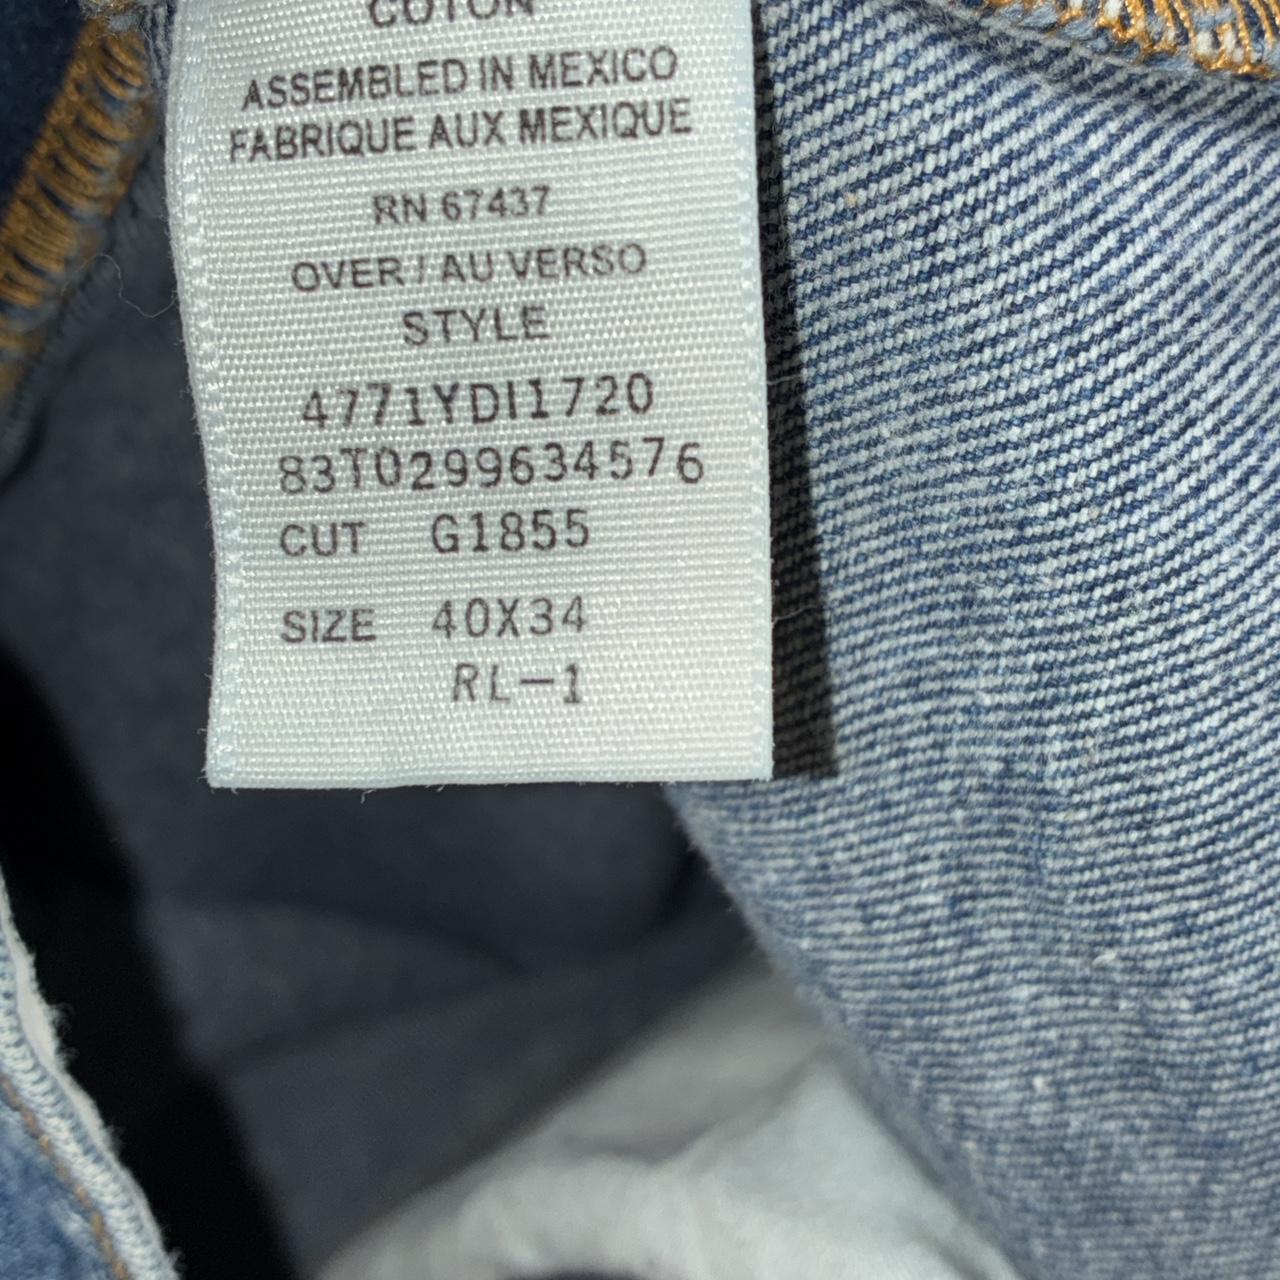 COTON
ASSEMBLED IN MEXICO
FABRIQUE AUX MEXIQUE
RN 67437
OVER / AU VERSO
STYLE
4771YDI1720
83T0299634576
CUT G1855
SIZE 40X34
RL-1